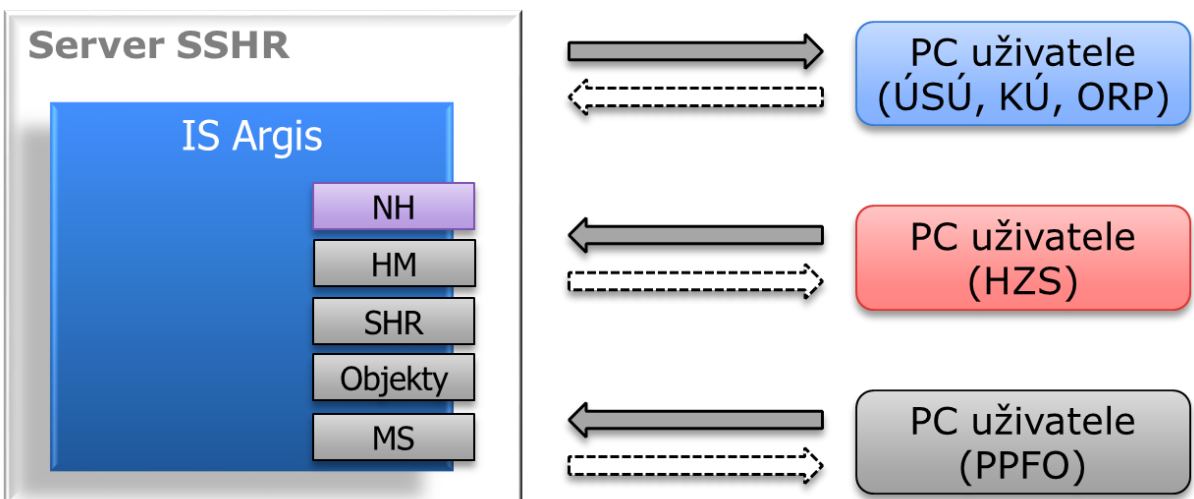 Server SSHR
IS Argis
NH
HM
SHR
Objekty
MS
PC uživatele
(ÚSÚ, KÚ, ORP)
PC uživatele
(HZS)
PC uživatele
(PPFO)